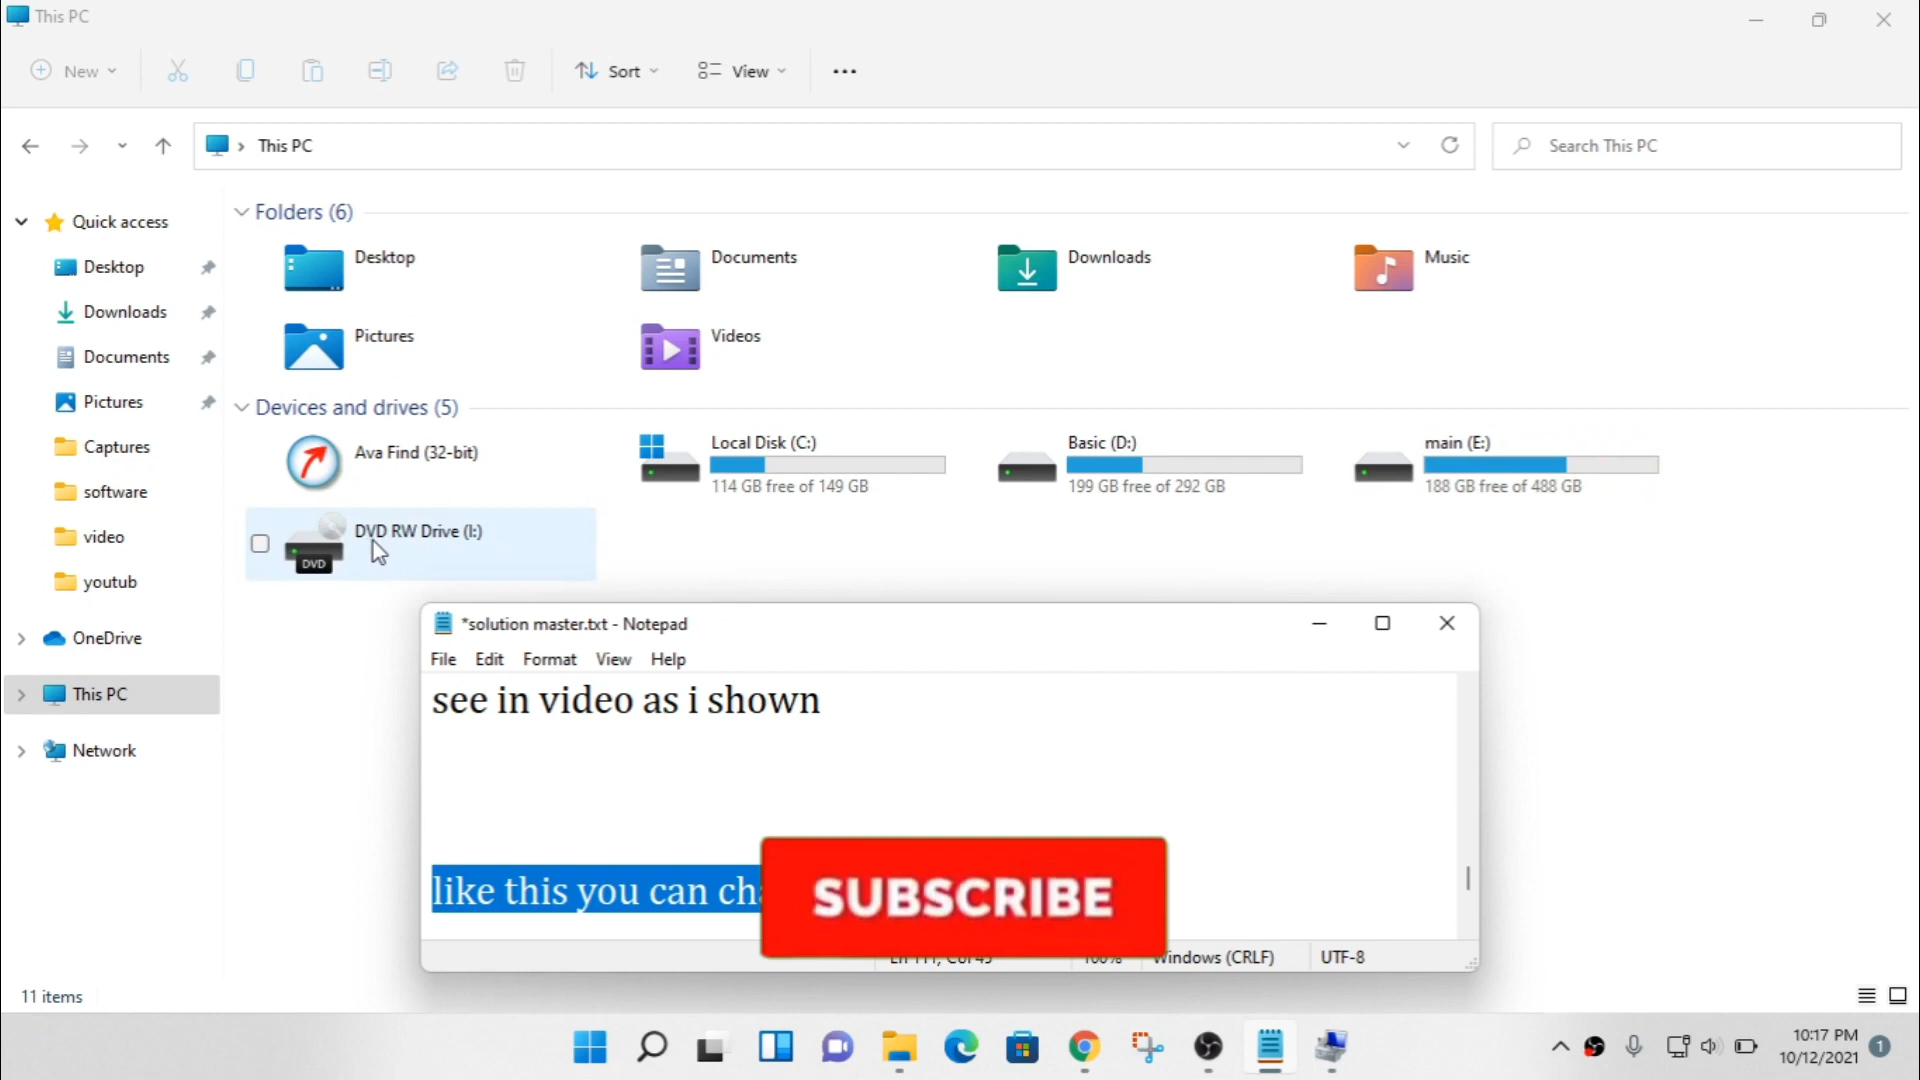 This PC
New
Sort
View
This PC
Search This PC
Quick access
Desktop
Downloads
Documents
Pictures
Captures
software
video
youtub
OneDrive
This PC
Network
Folders (6)
Desktop
Documents
Downloads
Music
Pictures
Videos
Devices and drives (5)
Ava Find (32-bit)
Local Disk (C:)
114 GB free of 149 GB
Basic (D:)
199 GB free of 292 GB
main (E:)
188 GB free of 488 GB
DVD
DVD RW Drive (I:)
*solution master.txt - Notepad
File Edit Format View Help
see in video as i shown
like this you can
SUBSCRIBE
Windows (CRLF)
UTF-8
11 items
10:17 PM
10/12/2021
1